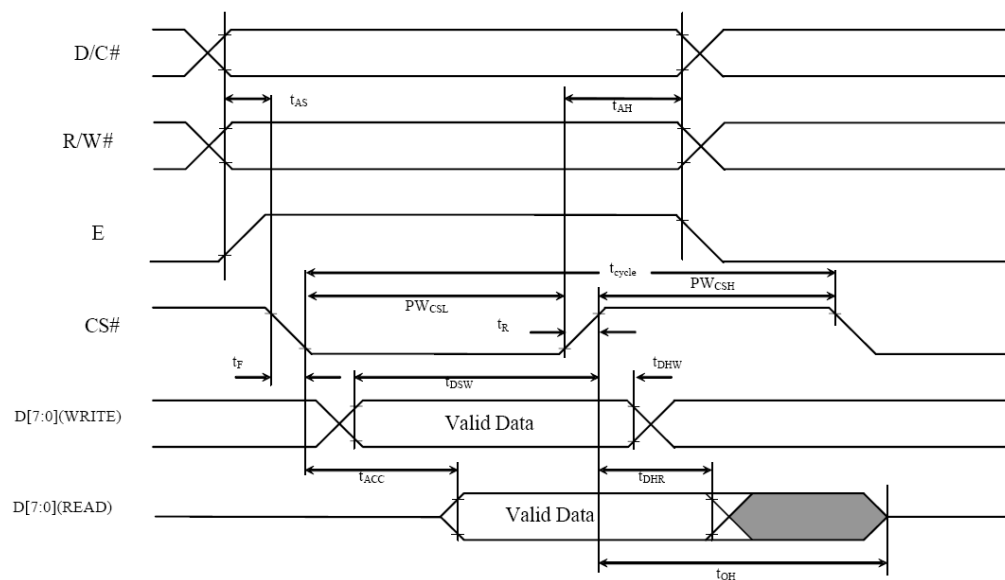 D/C#
tAS
tAH
R/W#
E
tcycle
PWCSL
PWCSH
CS#
tR
tF
tDSW
tDHW
D[7:0](WRITE)
Valid Data
tACC
tDHR
D[7:0](READ)
Valid Data
tOH